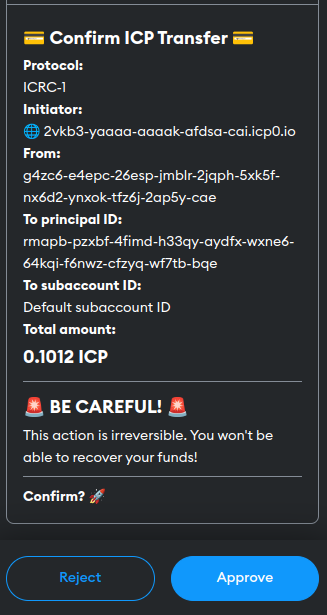 💳 Confirm ICP Transfer 💳
Protocol:
ICRC-1
Initiator:
🌐 2vkb3-yaaaa-aaaak-afdsa-cai.icp0.io
From:
g4zc6-e4epc-26esp-jmblr-2jqph-5xk5f-
nx6d2-ynxok-tfz6j-2ap5y-cae
To principal ID:
rmapb-pzxbf-4fimd-h33qy-aydfx-wxne6-
64kqi-f6nwz-cfzyq-wf7tb-bqe
To subaccount ID:
Default subaccount ID
Total amount:
0.1012 ICP
🚨 BE CAREFUL! 🚨
This action is irreversible. You won't be
able to recover your funds!
Confirm? 🚀
Reject
Approve